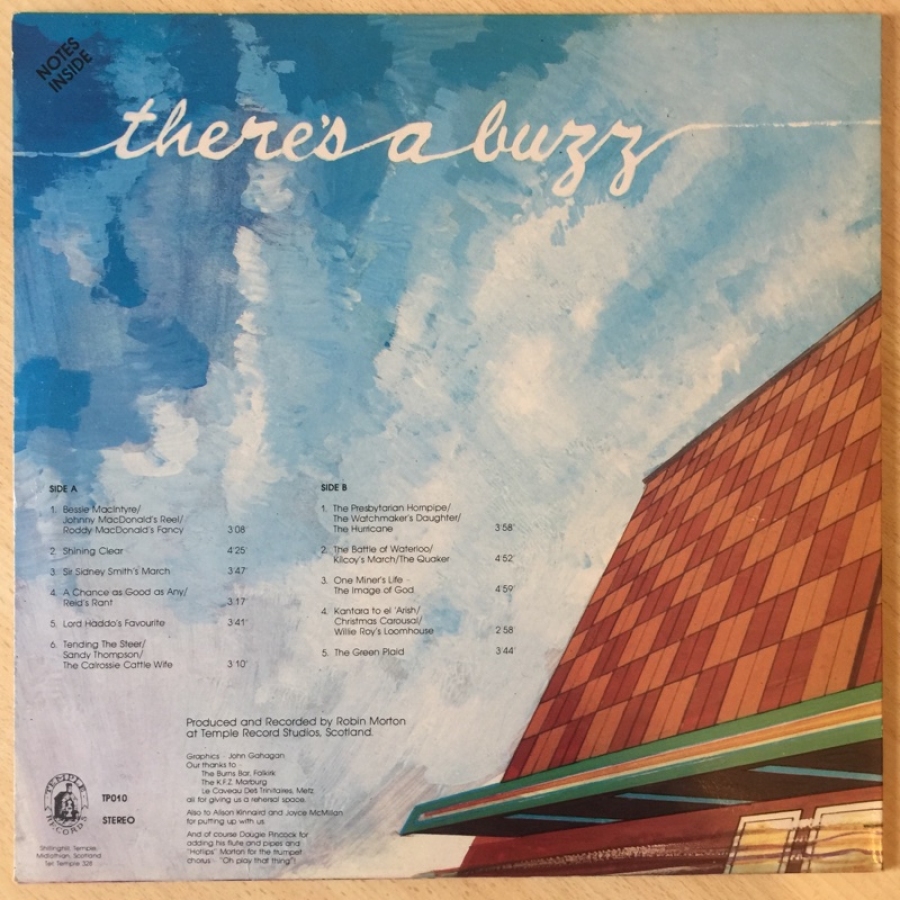 NOTES
INSIDE
there's a buzz
SIDE A
1. Bessie MacIntyre/
Johnny MacDonald's Reel/
Roddy MacDonald's Fancy 3'08"
2 Shining Clear 4'25"
3. Sir Sidney Smith's March 3'47"
4. A Chance as Good as Any/
Reid's Rant 3.17"
5. Lord Haddo's Favourite 3'41"
6. Tending The Steer/
Sandy Thompson/
The Calrossie Cattle Wife 3'10"
SIDE B
1. The Presbytarian Hornpipe/
The Watchmaker's Daughter/
The Hurricane 3'58"
2. The Battle of Waterloo/
Kilcoy's March/The Quaker 4'52"
3. One Miner's Life -
The Image of God 4'59"
4. Kantara to el 'Arish/
Christmas Carousal/
Willie Roy's Loomhouse 2'58
5. The Green Plaid 3'44"
Produced and Recorded by Robin Morton
at Temple Record Studios, Scotland.
Graphics - John Gahagan
Our thanks to -
The Burns Bar, Falkirk
The K.F.Z. Marburg
Le Caveau Des Trinitaires, Metz
all for giving us a rehersal space.
Also to Alison Kinnaird and Joyce McMillan
for putting up with us
And of course Dougie Pincock for
adding his flute and pipes and
"Hotlips" Morton for the trumpet
chorus - "Oh play that thing"!
TEMPLE
RECORDS
TP010
STEREO
Shillinghill, Temple,
Midlothian, Scotland
Tel: Temple 328